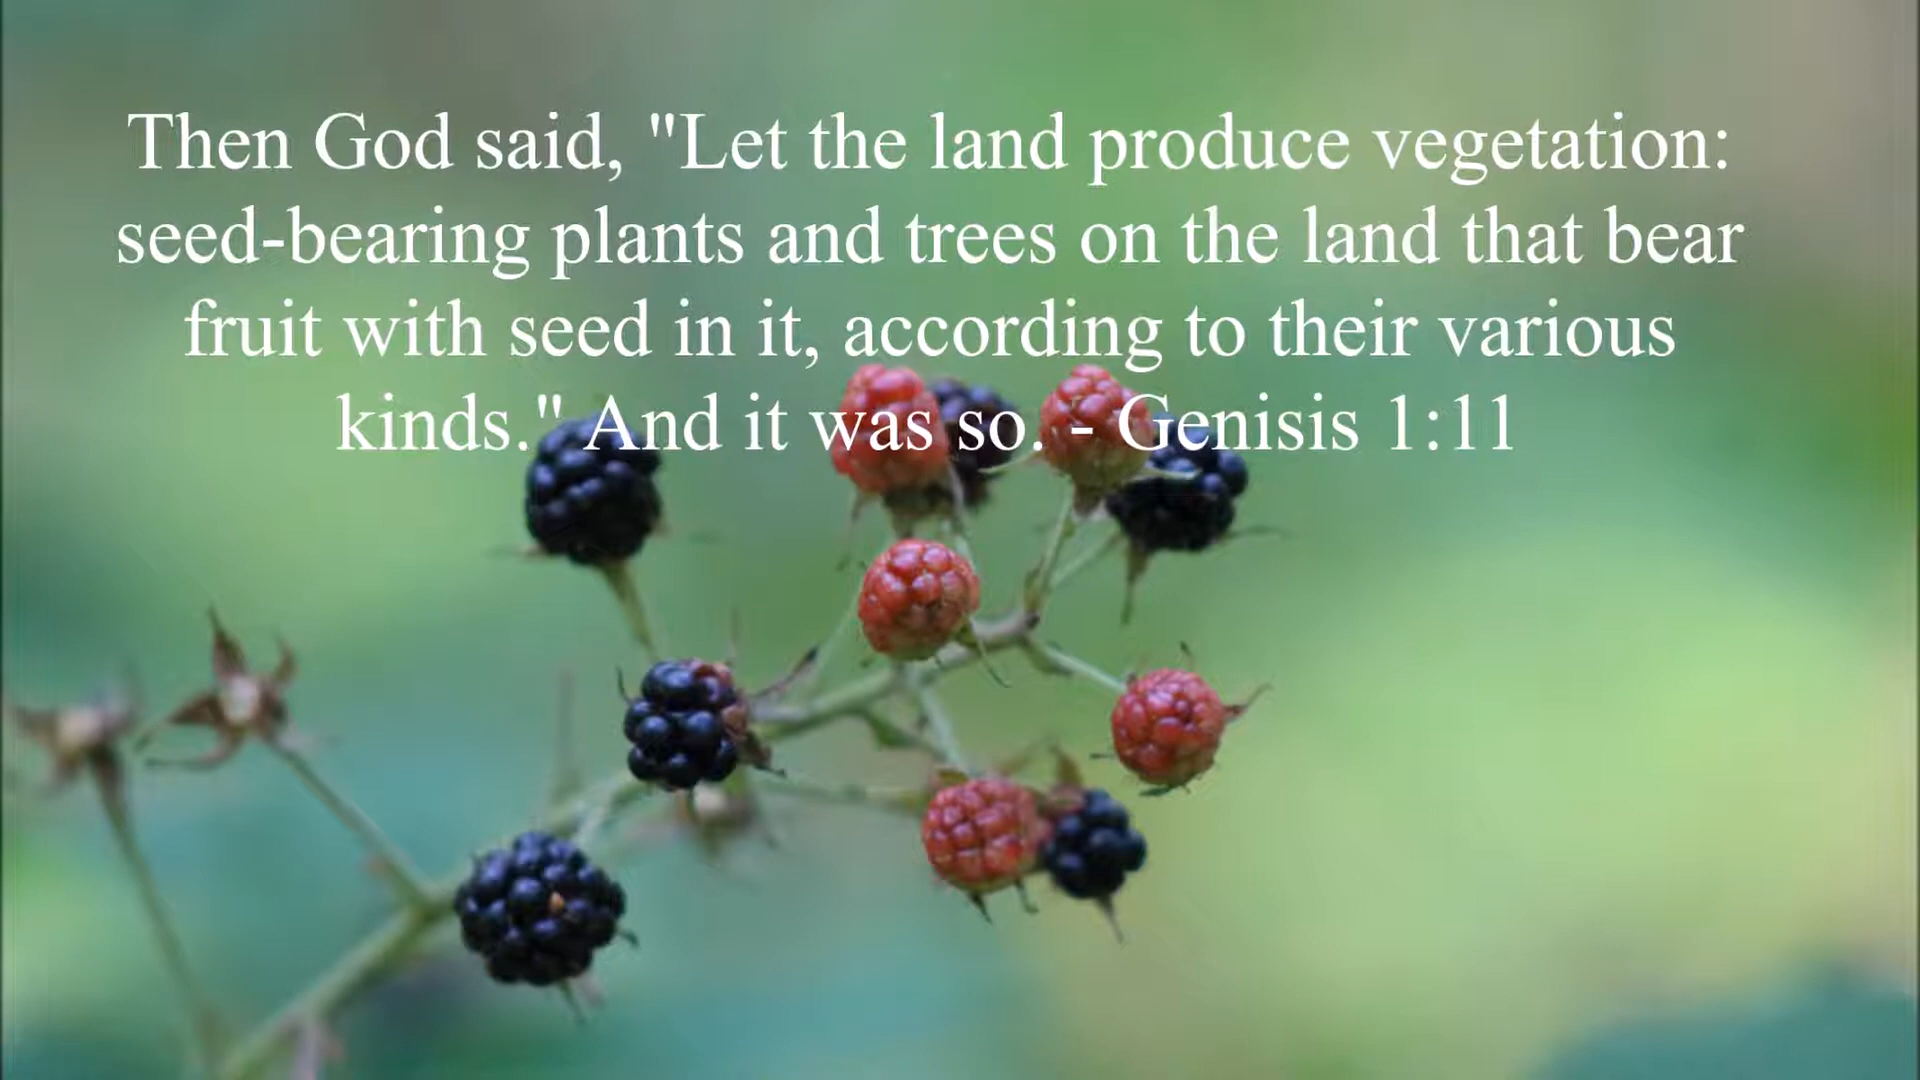 Then God said, "Let the land produce vegetation:
seed-bearing plants and trees on the land that bear
fruit with seed in it, according to their various
kinds." And it was so. - Genisis 1:11